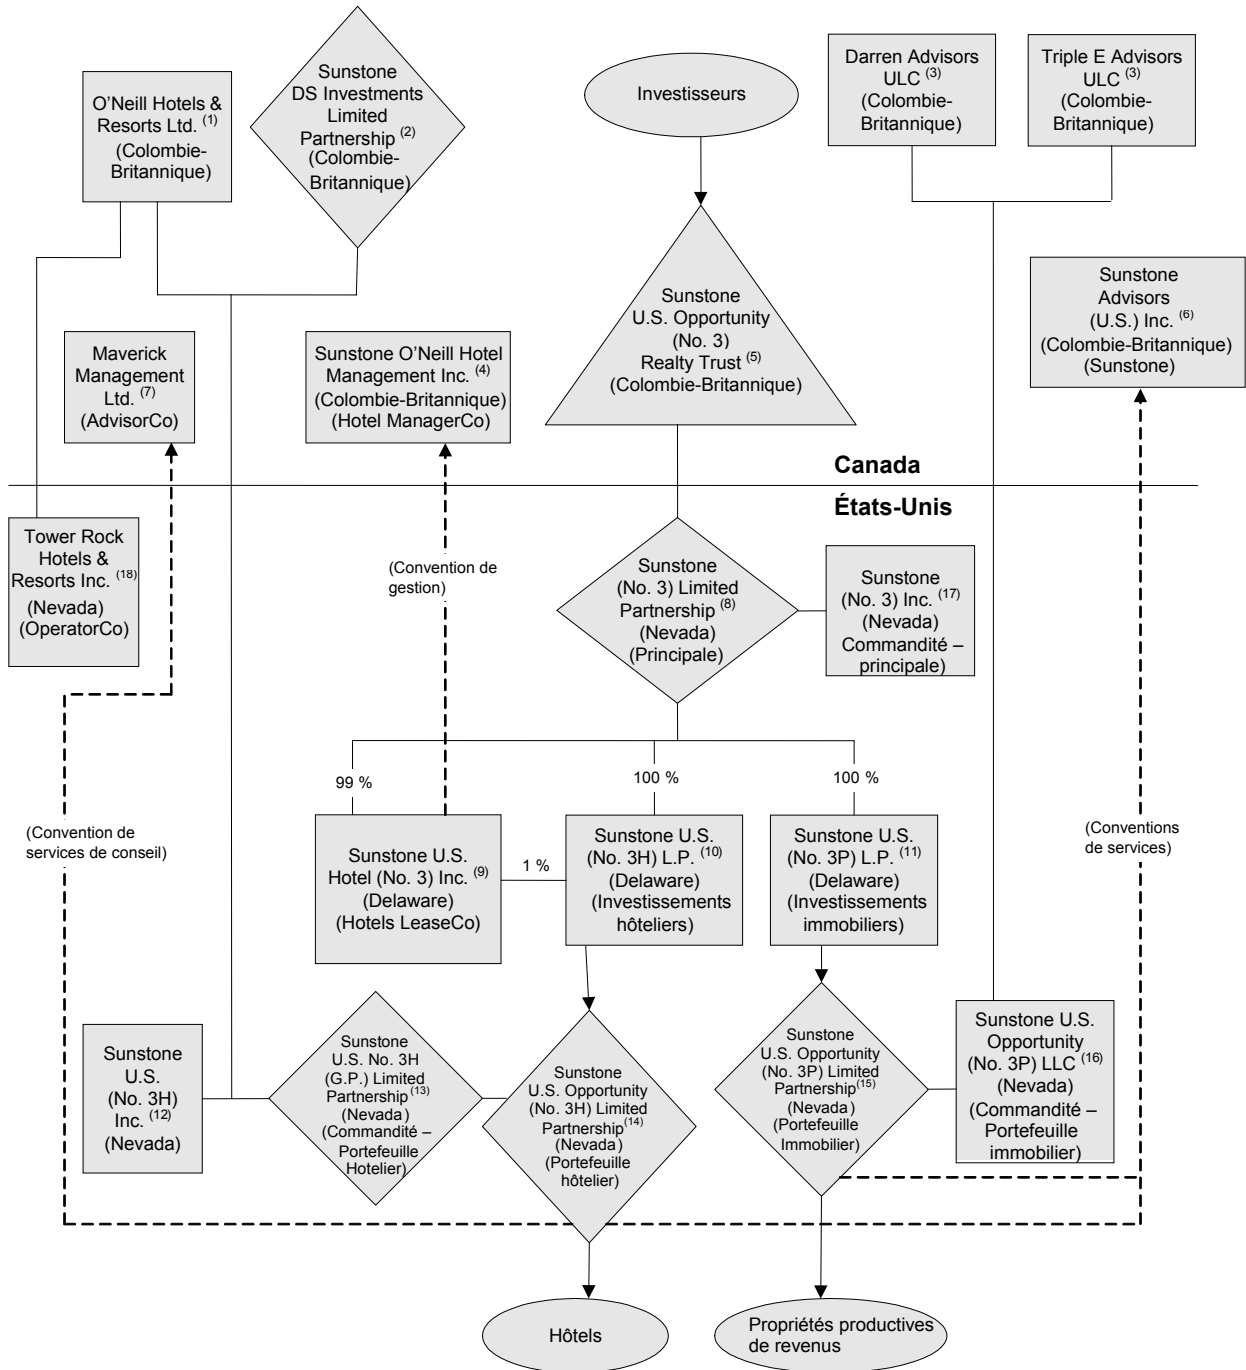 O'Neill Hotels &
Resorts Ltd. (1)
(Colombie-
Britannique)
Sunstone
DS Investments
Limited
Partnership (2)
(Colombie-
Britannique)
Investisseurs
Darren Advisors
ULC (3)
(Colombie-
Britannique)
Triple E Advisors
ULC (3)
(Colombie-
Britannique)
Maverick
Management
Ltd. (7)
(AdvisorCo)
Sunstone O'Neill Hotel
Management Inc. (4)
(Colombie-Britannique)
(Hotel ManagerCo)
Sunstone
U.S. Opportunity
(No. 3)
Realty Trust (5)
(Colombie-Britannique)
Sunstone
Advisors
(U.S.) Inc. (6)
(Colombie-Britannique)
(Sunstone)
Canada
États-Unis
Tower Rock
Hotels &
Resorts Inc. (18)
(Nevada)
(OperatorCo)
(Convention de
gestion)
Sunstone
(No. 3) Limited
Partnership (8)
(Nevada)
(Principale)
Sunstone
(No. 3) Inc. (17)
(Nevada)
Commandité –
principale)
99 %
100 %
100 %
(Convention de
services de conseil)
Sunstone U.S.
Hotel (No. 3) Inc. (9)
(Delaware)
(Hotels LeaseCo)
1 %
Sunstone U.S.
(No. 3H) L.P. (10)
(Delaware)
(Investissements
hôteliers)
Sunstone U.S.
(No. 3P) L.P. (11)
(Delaware)
(Investissements
immobiliers)
(Conventions
de services)
Sunstone
U.S.
(No. 3H)
Inc. (12)
(Nevada)
Sunstone
U.S. No. 3H
(G.P.) Limited
Partnership(13)
(Nevada)
(Commandité –
Portefeuille
Hotelier)
Sunstone
U.S. Opportunity
(No. 3H) Limited
Partnership(14)
(Nevada)
(Portefeuille
hôtelier)
Sunstone
U.S. Opportunity
(No. 3P) Limited
Partnership(15)
(Nevada)
(Portefeuille
Immobilier)
Sunstone U.S.
Opportunity
(No. 3P) LLC (16)
(Nevada)
(Commandité –
Portefeuille
immobilier)
Hôtels
Propriétés productives
de revenus